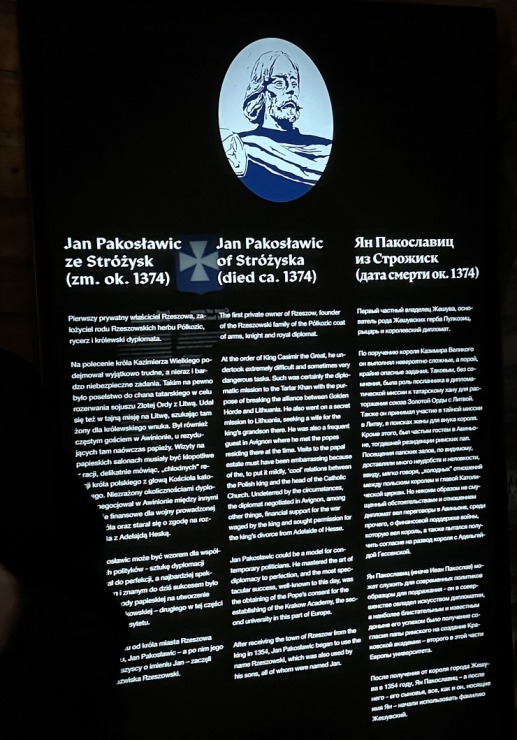 Jan Pakosławic
ze Stróżysk
(zm. ok. 1374)
Pierwszy prywatny właściciel Rzeszowa, za-
łożyciel rodu Rzeszowskich herbu Półkozic,
rycerz i królewski dyplomata.
Na polecenie króla Kazimierza Wielkiego po-
dejmował wyjątkowo trudne, a nieraz i bar-
dzo niebezpieczne zadania. Takim na pewno
było poselstwo do chana tatarskiego w celu
rozerwania sojuszu Złotej Ordy z Litwą. Udał
się też w tajną misję na Litwę, szukając tam
żony dla królewskiego wnuka. Był również
częstym gościem w Awinionie, u rezydu-
jących tam naówczas papieży. Wizyty na
papieskich salonach musiały być kłopotliwe
racji, delikatnie mówiąc, „chłodnych" re-
ji króla polskiego z głową Kościoła kato-
go. Niezrażony okolicznościami dyplo-
negocjował w Awinionie między innymi
ie finansowe dla wojny prowadzonej
óla oraz starał się o zgodę na roz-
la z Adelajdą Heską.
osławic może być wzorem dla współ-
h polityków - sztukę dyplomacji
ał do perfekcji, a najbardziej spek-
i znanym do dziś sukcesem było
ody papieskiej na utworzenie
kowskiej – drugiego w tej części
sytetu.
u od króla miasta Rzeszowa
u, Jan Pakosławic – a po nim jego
szyscy o imieniu Jan – zaczęli
zwiska Rzeszowski.
Jan Pakosławic
of Stróżyska
(died ca. 1374)
The first private owner of Rzeszow, founder
of the Rzeszowski family of the Półkozic coat
of arms, knight and royal diplomat.
At the order of King Casimir the Great, he un-
dertook extremely difficult and sometimes very
dangerous tasks. Such was certainly the diplo-
matic mission to the Tartar Khan with the pur-
pose of breaking the alliance between Golden
Horde and Lithuania. He also went on a secret
mission to Lithuania, seeking a wife for the
king's grandson there. He was also a frequent
guest in Avignon where he met the popes
residing there at the time. Visits to the papal
estate must have been embarrassing because
of the, to put it mildly, 'cool' relations between
the Polish king and the head of the Catholic
Church. Undeterred by the circumstances,
the diplomat negotiated in Avignon, among
other things, financial support for the war
waged by the king and sought permission for
the king's divorce from Adelaide of Hesse.
Jan Pakosławic could be a model for con-
temporary politicians. He mastered the art of
diplomacy to perfection, and the most spec-
tacular success, well-known to this day, was
the obtaining of the Pope's consent for the
establishing of the Krakow Academy, the sec-
ond university in this part of Europe.
After receiving the town of Rzeszow from the
king in 1354, Jan Pakosławic began to use the
name Rzeszowski, which was also used by
his sons, all of whom were named Jan.
Ян Пакославиц
из Строжиск
(дата смерти ок. 1374)
Первый частный владелец Жешува, осно-
ватель рода Жешувских герба Пулкозиц,
рыцарь и королевский дипломат.
По поручению короля Казимира Великого
он выполнял невероятно сложные, а порой,
крайне опасные задания. Таковым, без со-
мнения, была роль посланника в дипломa-
тической миссии к татарскому хану для рас-
торжения союза Золотой Орды с Литвой.
Также он принимал участие в тайной миссии
в Литву, в поисках жены для внука короля.
Кроме этого, был частым гостем в Авиньо-
не, тогдашней резиденции римских пап.
Посещения папских залов, по-видимому,
доставляли много неудобств и неловкости,
ввиду, мягко говоря, „холодных" отношений
между польским королем и главой Католи-
ческой церкви. Но никоим образом не сму-
щенный обстоятельствами и отношениями
дипломат вел переговоры в Авиньоне, среди
прочего, о финансовой поддержке войны,
которую вел король, а также пытался полу-
чить согласие на развод короля с Адельгей-
дой Гессенской.
Ян Пакославиц (иначе Иван Пакослав) мо-
жет служить для современных политиков
образцом для подражания - он в совер-
шенстве овладел искусством дипломатии,
а наиболее блистательным и известным
доныне его успехом было получение со-
гласия папы римского на создание Кра-
ковской академии – второго в этой части
Европы университета.
После получения от короля города Жешу-
ва в 1354 году, Ян Пакославиц – а после
него - его сыновья, все, как и он, носящие
имя Ян – начали использовать фамилию
Жешувский.